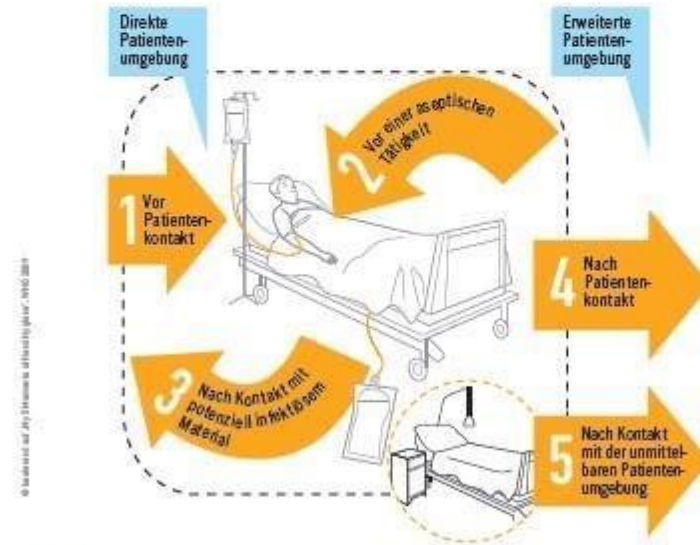 Direkte
Patienten-
umgebung
Erweiterte
Patienten-
umgebung
1 Vor
Patienten-
kontakt
2 Vor einer aseptischen
Tätigkeit
3 Nach Kontakt mit
potenziell infektiösem
Material
4 Nach
Patienten-
kontakt
5 Nach Kontakt
mit der unmittel-
baren Patienten-
umgebung